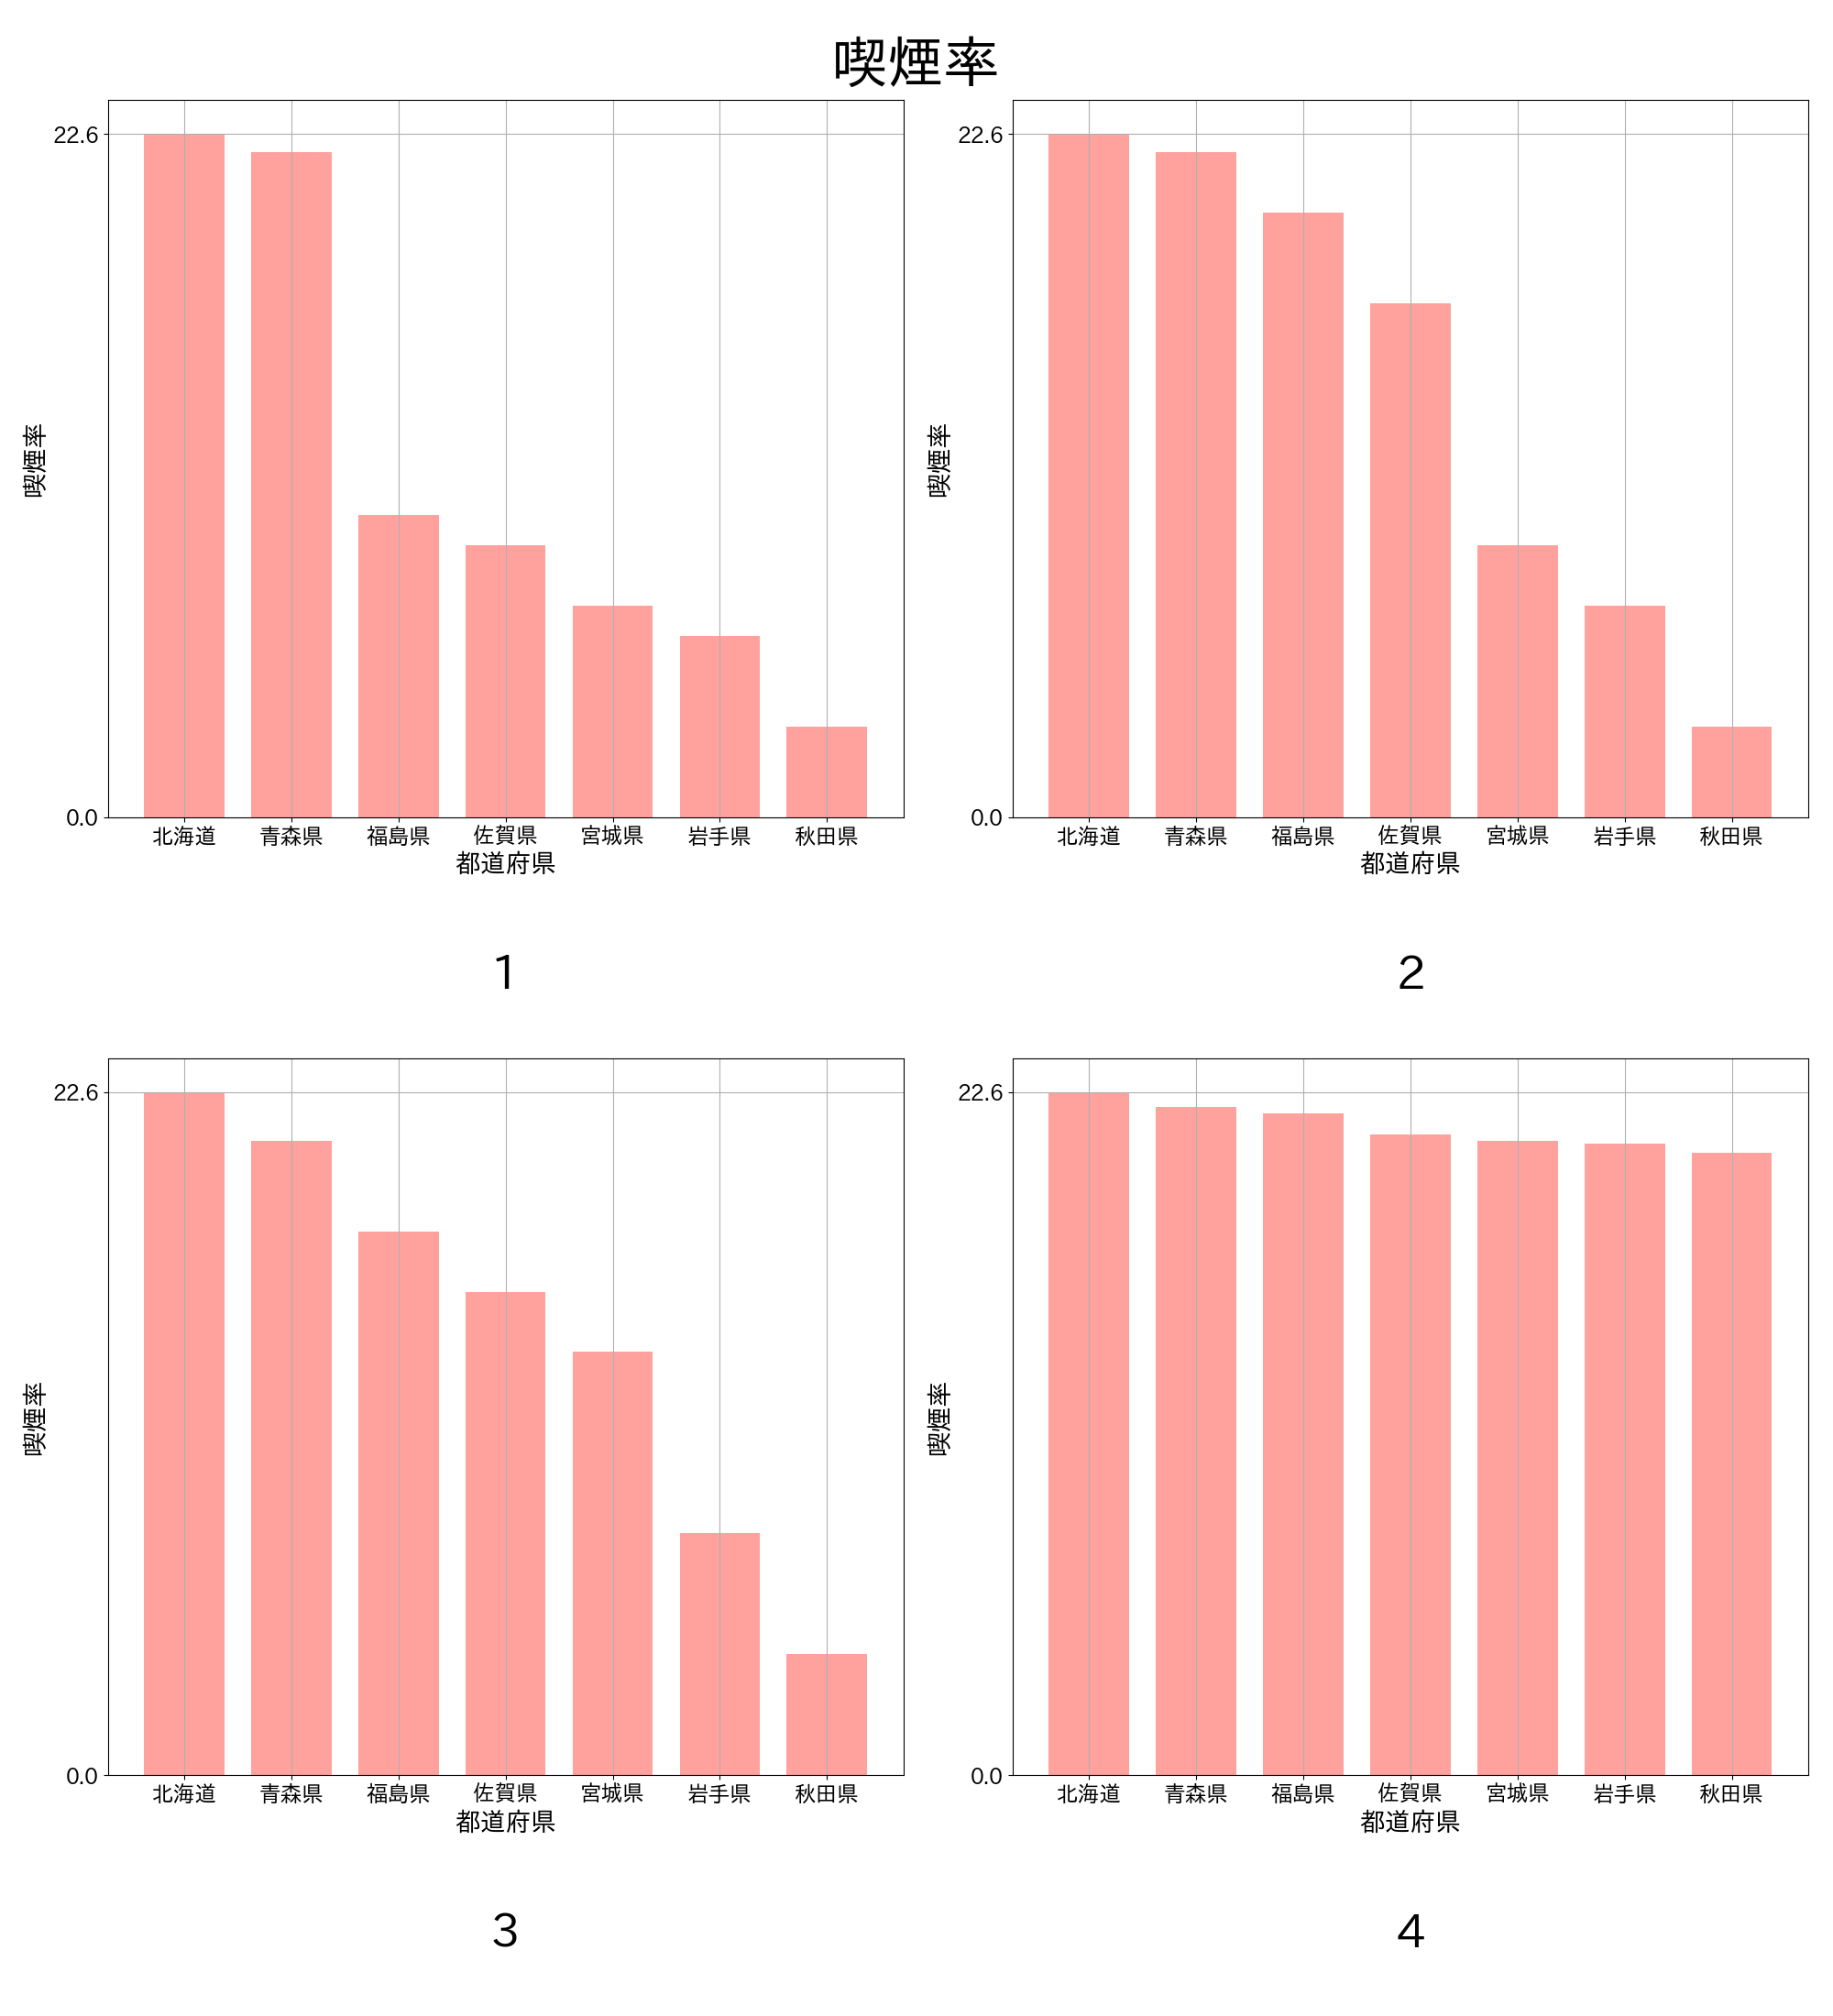 喫煙率
22.6
0.0
喫煙率
北海道 青森県 福島県 佐賀県 宮城県 岩手県 秋田県
都道府県
1
22.6
0.0
喫煙率
北海道 青森県 福島県 佐賀県 宮城県 岩手県 秋田県
都道府県
2
22.6
0.0
喫煙率
北海道 青森県 福島県 佐賀県 宮城県 岩手県 秋田県
都道府県
3
22.6
0.0
喫煙率
北海道 青森県 福島県 佐賀県 宮城県 岩手県 秋田県
都道府県
4